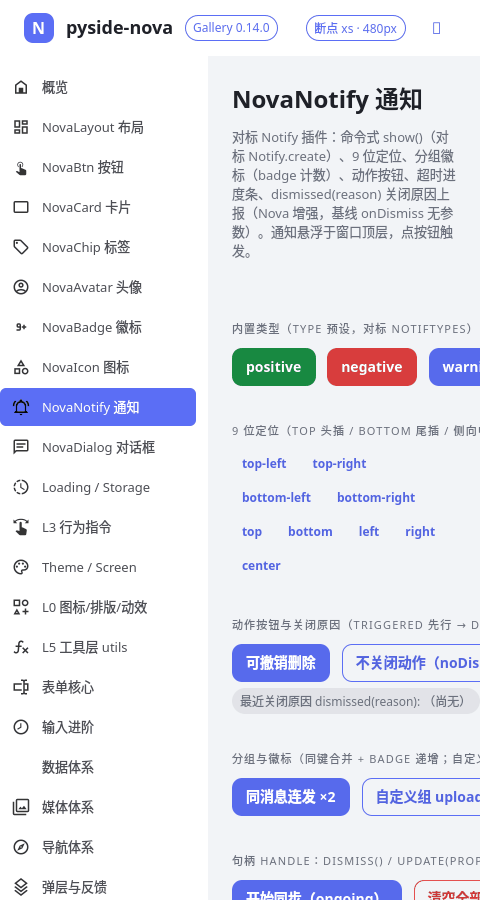 N pyside-nova Gallery 0.14.0 断点 xs · 480px
概览
NovaLayout 布局
NovaBtn 按钮
NovaCard 卡片
NovaChip 标签
NovaAvatar 头像
9+ NovaBadge 徽标
NovaIcon 图标
NovaNotify 通知
NovaDialog 对话框
Loading / Storage
L3 行为指令
Theme / Screen
L0 图标/排版/动效
L5 工具层 utils
表单核心
输入进阶
数据体系
媒体体系
导航体系
弹层与反馈
NovaNotify 通知
对标 Notify 插件：命令式 show()（对
标 Notify.create）、9 位定位、分组徽
标（badge 计数）、动作按钮、超时进
度条、dismissed(reason) 关闭原因上
报（Nova 增强，基线 onDismiss 无参
数）。通知悬浮于窗口顶层，点按钮触
发。
内置类型（TYPE 预设，对标 NOTIFTYPES）
positive negative warni
9 位定位（TOP 头插 / BOTTOM 尾插 / 侧向
top-left top-right
bottom-left bottom-right
top bottom left right
center
动作按钮与关闭原因（TRIGGERED 先行 → D
可撤销删除 不关闭动作（noDis
最近关闭原因 dismissed(reason): （尚无）
分组与徽标（同键合并 + BADGE 递增；自定
同消息连发 ×2 自定义组 upload
句柄 HANDLE：DISMISS() / UPDATE(PROP
开始同步（ongoing） 清空全部